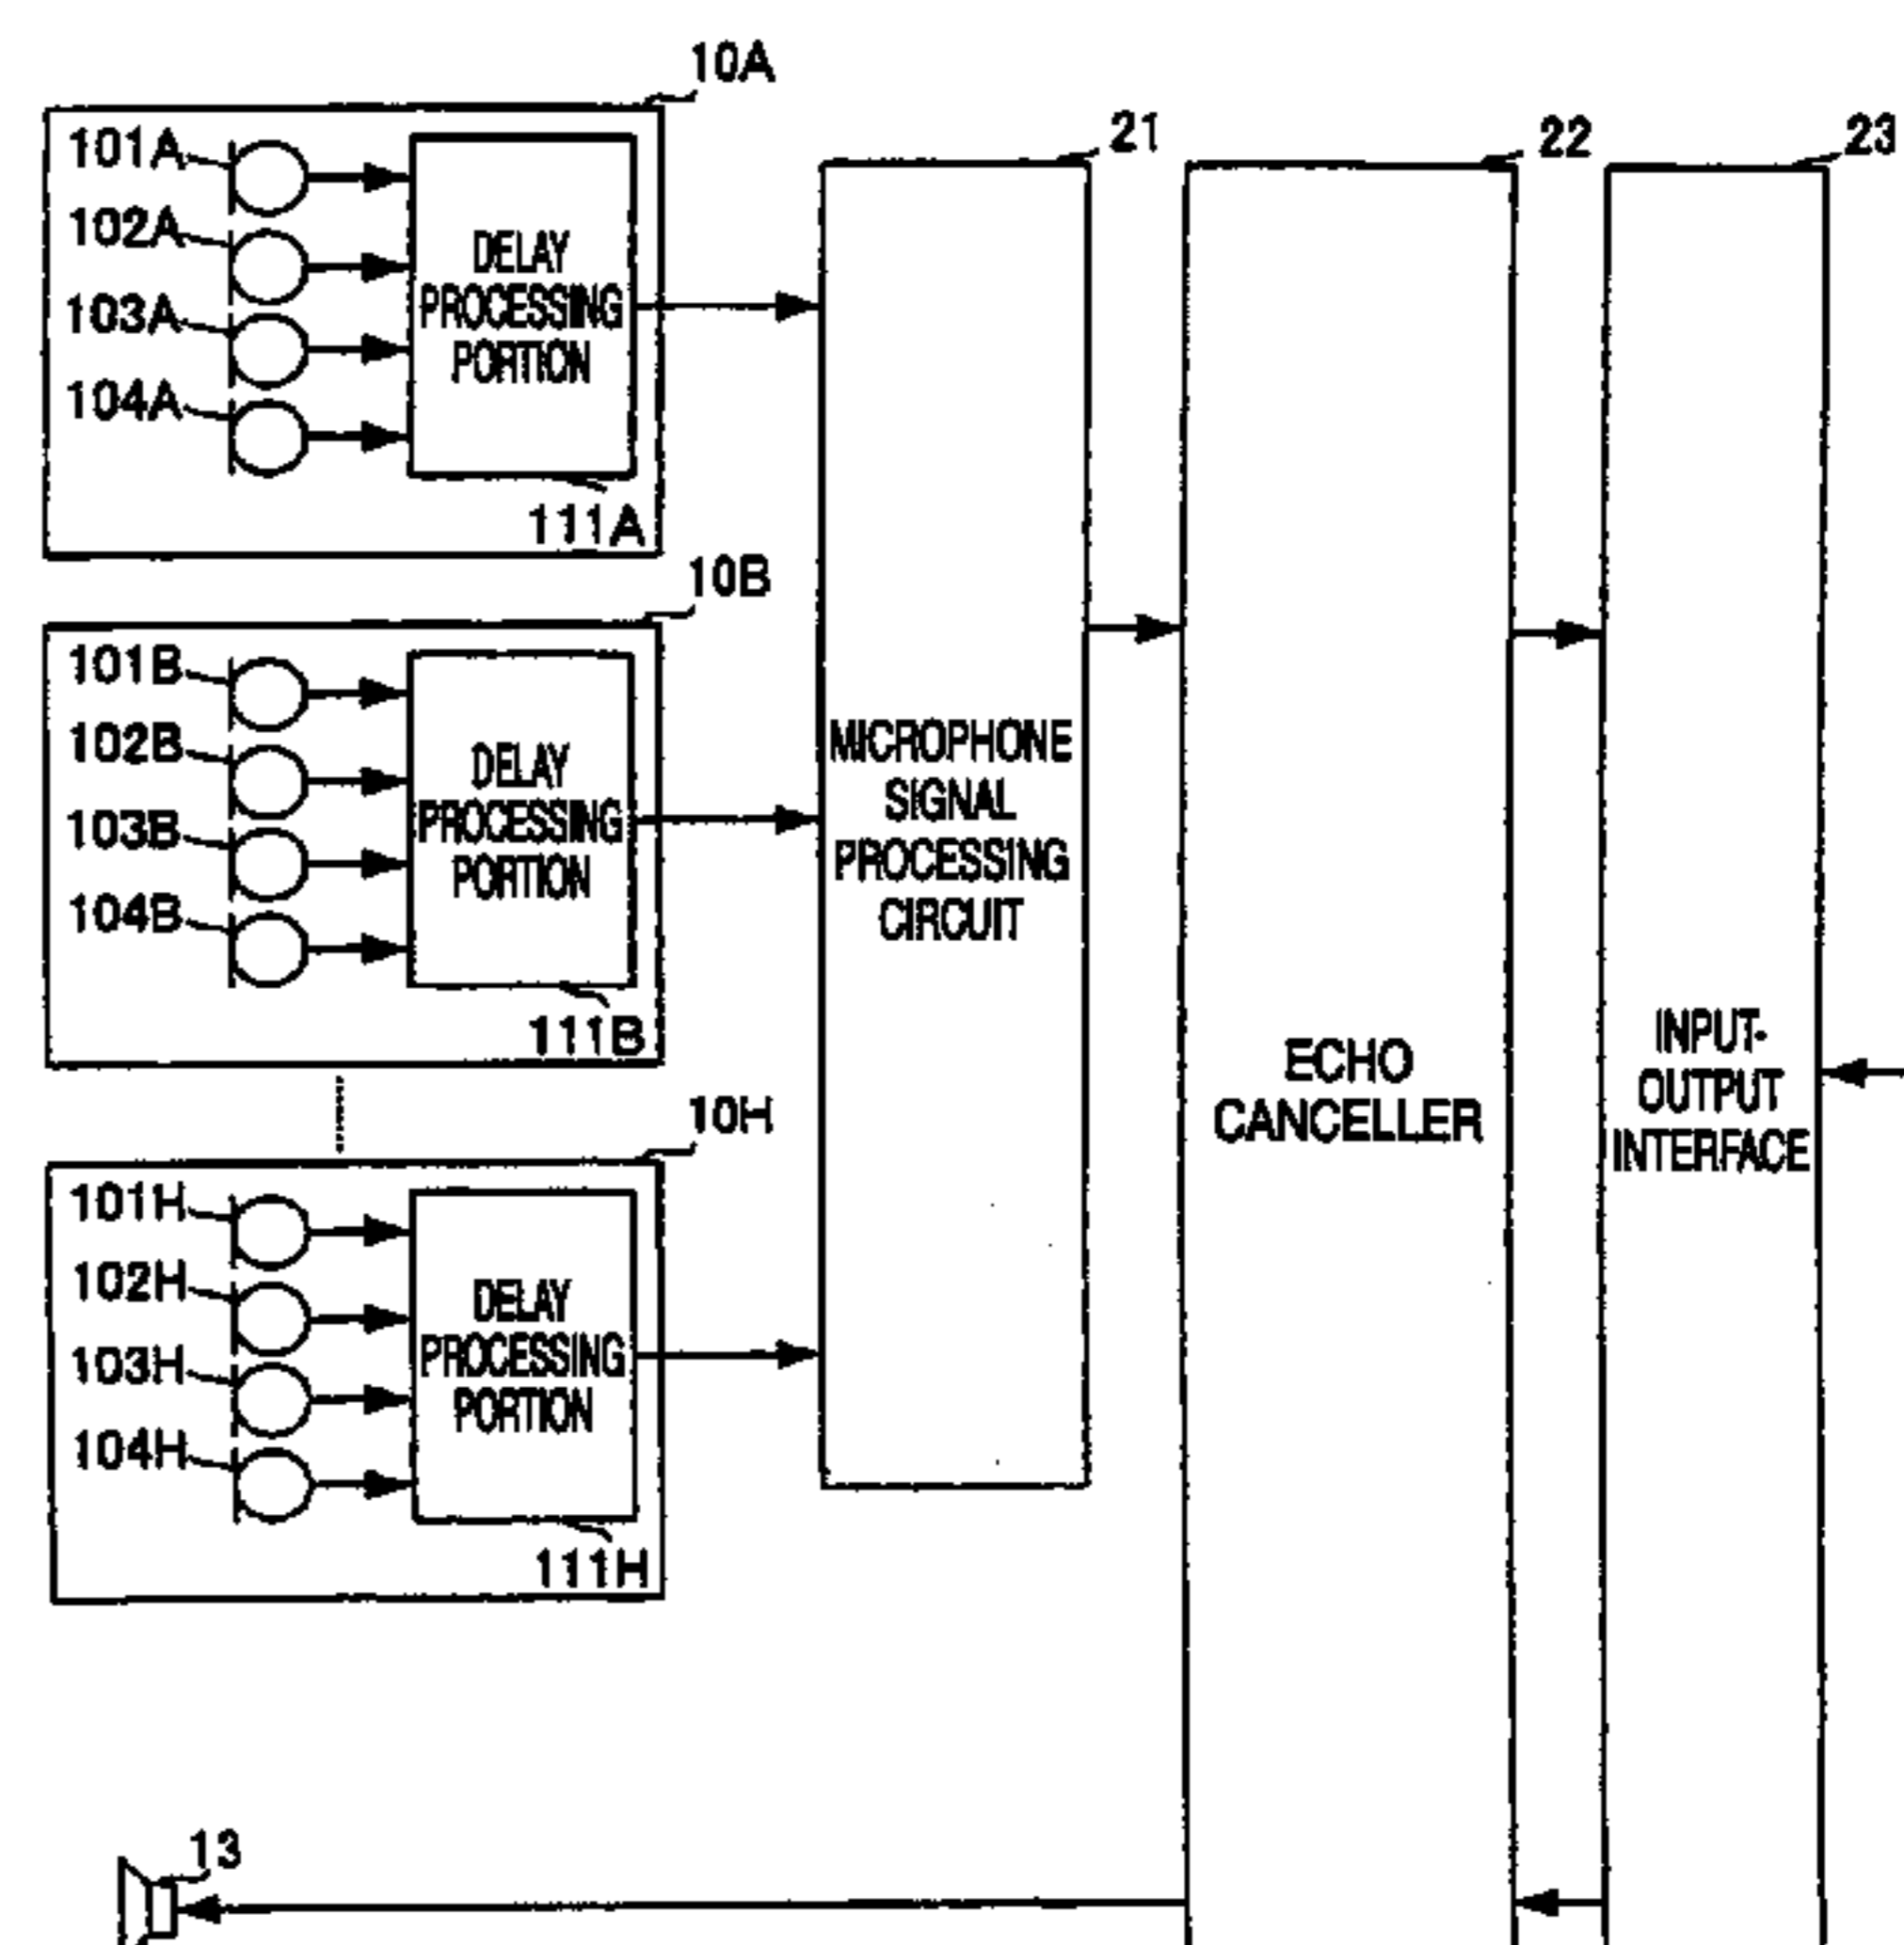 10A
101A
102A
103A
104A
DELAY
PROCESSING
PORTION
111A
10B
101B
102B
103B
104B
DELAY
PROCESSING
PORTION
111B
10H
101H
102H
103H
104H
DELAY
PROCESSING
PORTION
111H
21
MICROPHONE
SIGNAL
PROCESSING
CIRCUIT
22
ECHO
CANCELLER
23
INPUT-
OUTPUT
INTERFACE
13